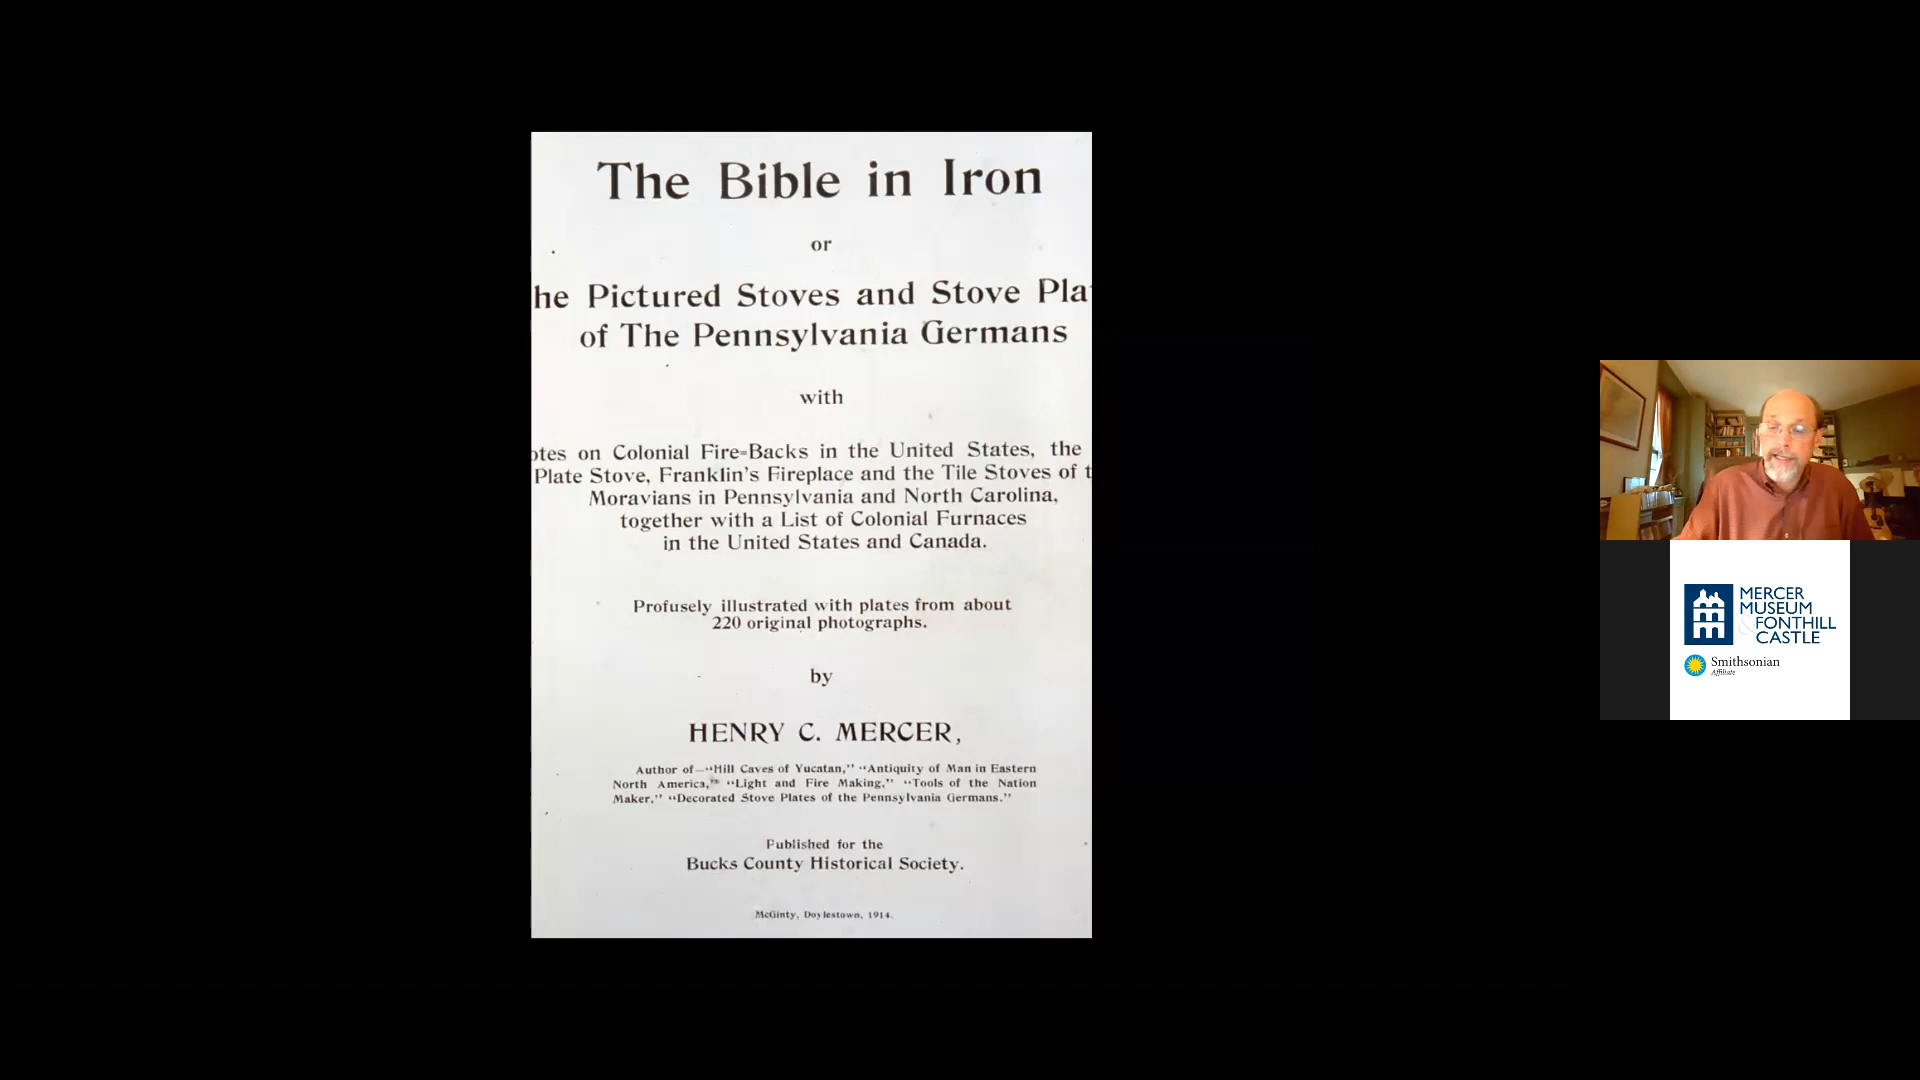 The Bible in Iron
or
he Pictured Stoves and Stove Pla
of The Pennsylvania Germans
with
otes on Colonial Fire=Backs in the United States, the
Plate Stove, Franklin's Fireplace and the Tile Stoves of t
Moravians in Pennsylvania and North Carolina,
together with a List of Colonial Furnaces
in the United States and Canada.
Profusely illustrated with plates from about
220 original photographs.
by
HENRY C. MERCER,
Author of—"Hill Caves of Yucatan," "Antiquity of Man in Eastern
North America," "Light and Fire Making," "Tools of the Nation
Maker," "Decorated Stove Plates of the Pennsylvania Germans."
Published for the
Bucks County Historical Society.
McGinty, Doylestown, 1914.
MERCER
MUSEUM
& FONTHILL
CASTLE
Smithsonian
Affiliate